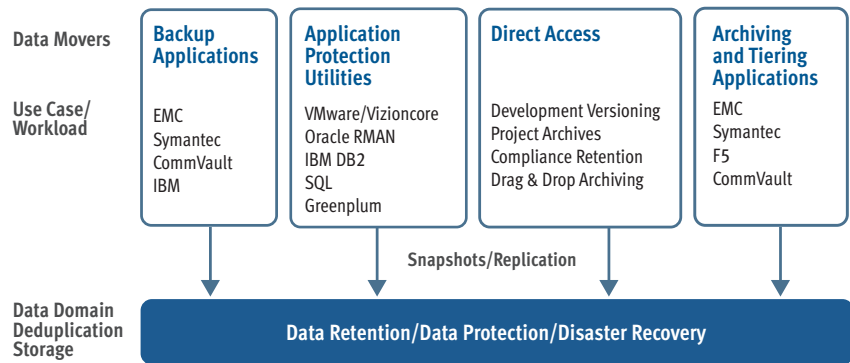 Data Movers
Backup
Applications
Application
Protection
Utilities
Direct Access
Archiving
and Tiering
Applications
Use Case/
Workload
EMC
Symantec
CommVault
IBM
VMware/Vizioncore
Oracle RMAN
IBM DB2
SQL
Greenplum
Development Versioning
Project Archives
Compliance Retention
Drag & Drop Archiving
EMC
Symantec
F5
CommVault
Snapshots/Replication
Data Domain
Deduplication
Storage
Data Retention/Data Protection/Disaster Recovery